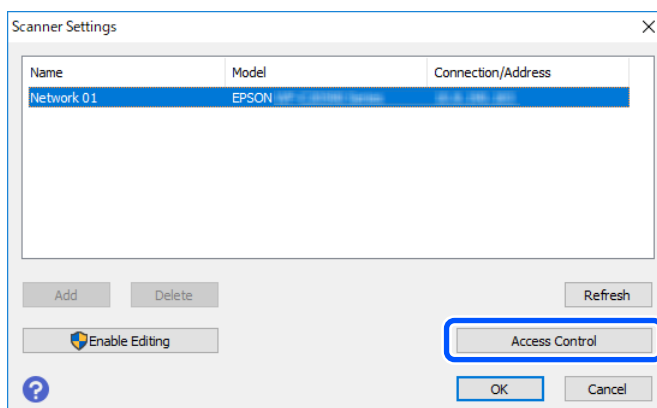 Scanner Settings
Name Model Connection/Address
Network 01 EPSON
Add Delete Refresh
Enable Editing Access Control
? OK Cancel